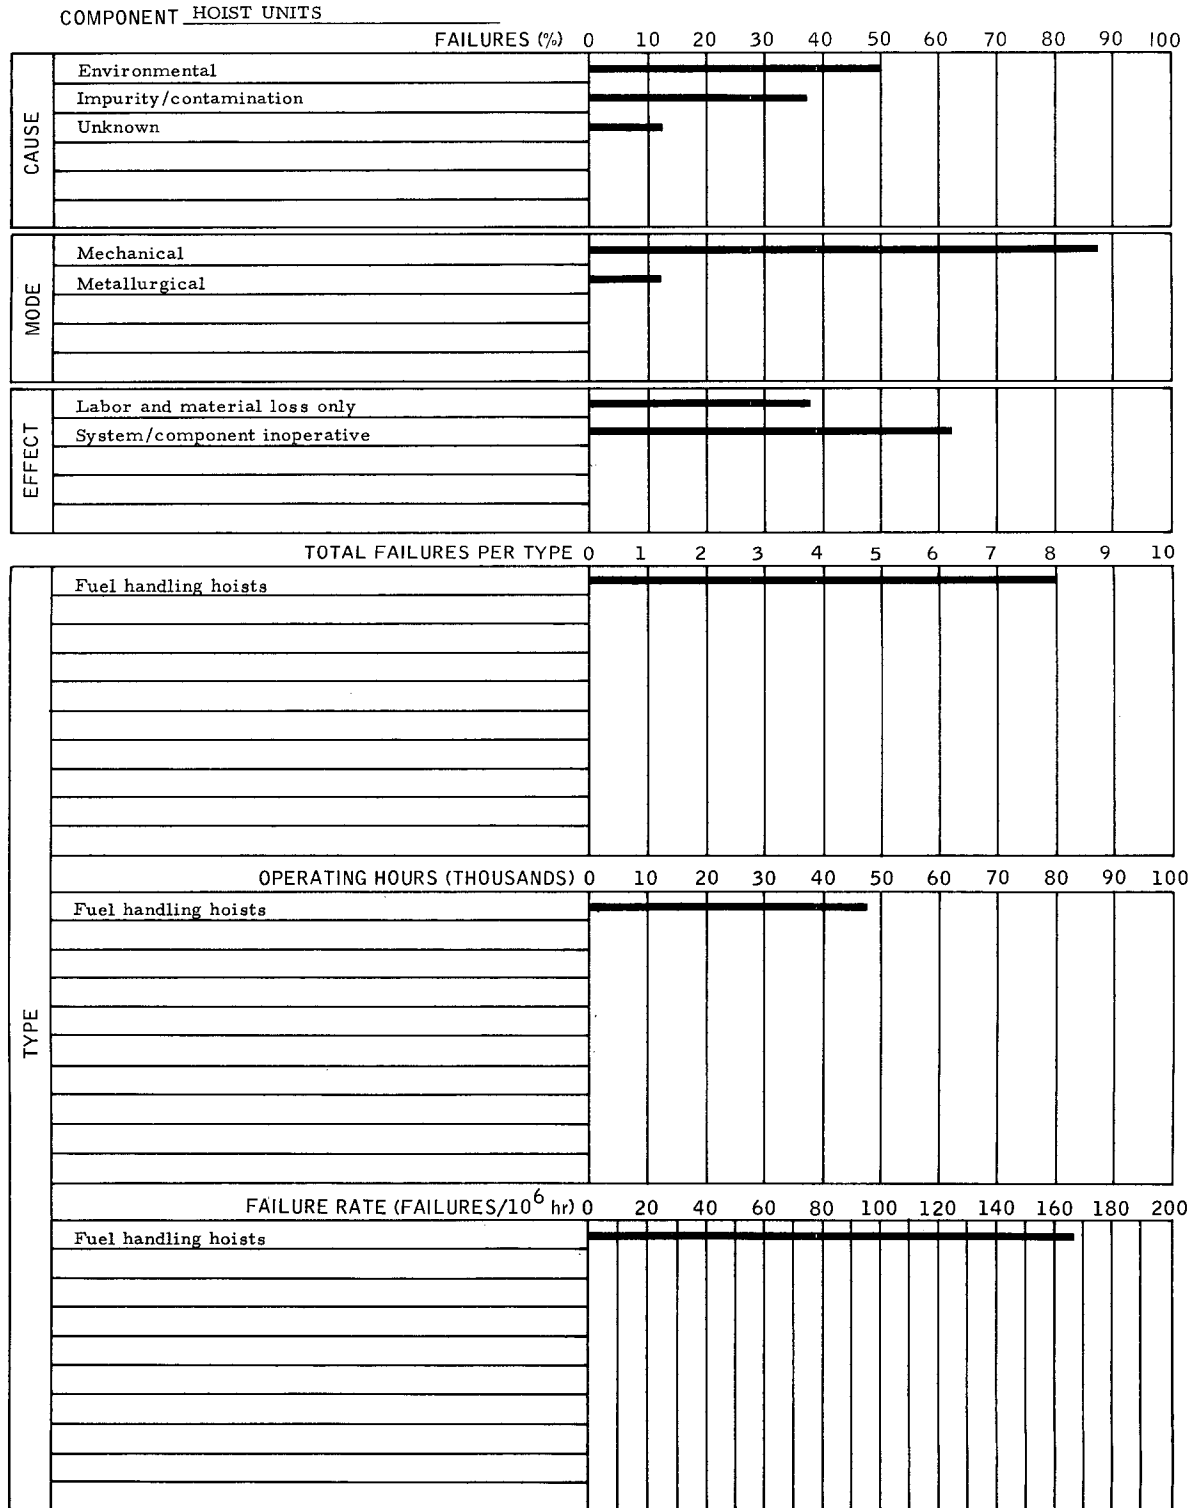 COMPONENT HOIST UNITS
FAILURES (%) 0 10 20 30 40 50 60 70 80 90 100
CAUSE
Environmental
Impurity/contamination
Unknown
MODE
Mechanical
Metallurgical
EFFECT
Labor and material loss only
System/component inoperative
TOTAL FAILURES PER TYPE 0 1 2 3 4 5 6 7 8 9 10
TYPE
Fuel handling hoists
OPERATING HOURS (THOUSANDS) 0 10 20 30 40 50 60 70 80 90 100
Fuel handling hoists
FAILURE RATE (FAILURES/10^6 hr) 0 20 40 60 80 100 120 140 160 180 200
Fuel handling hoists